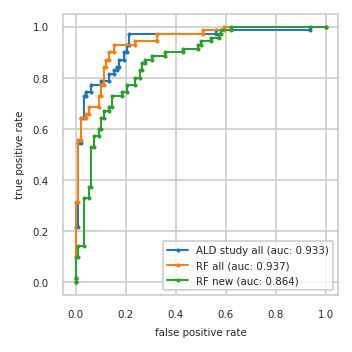 1.0
0.8
0.6
0.4
0.2
0.0
true positive rate
ALD study all (auc: 0.933)
RF all (auc: 0.937)
RF new (auc: 0.864)
0.0 0.2 0.4 0.6 0.8 1.0
false positive rate